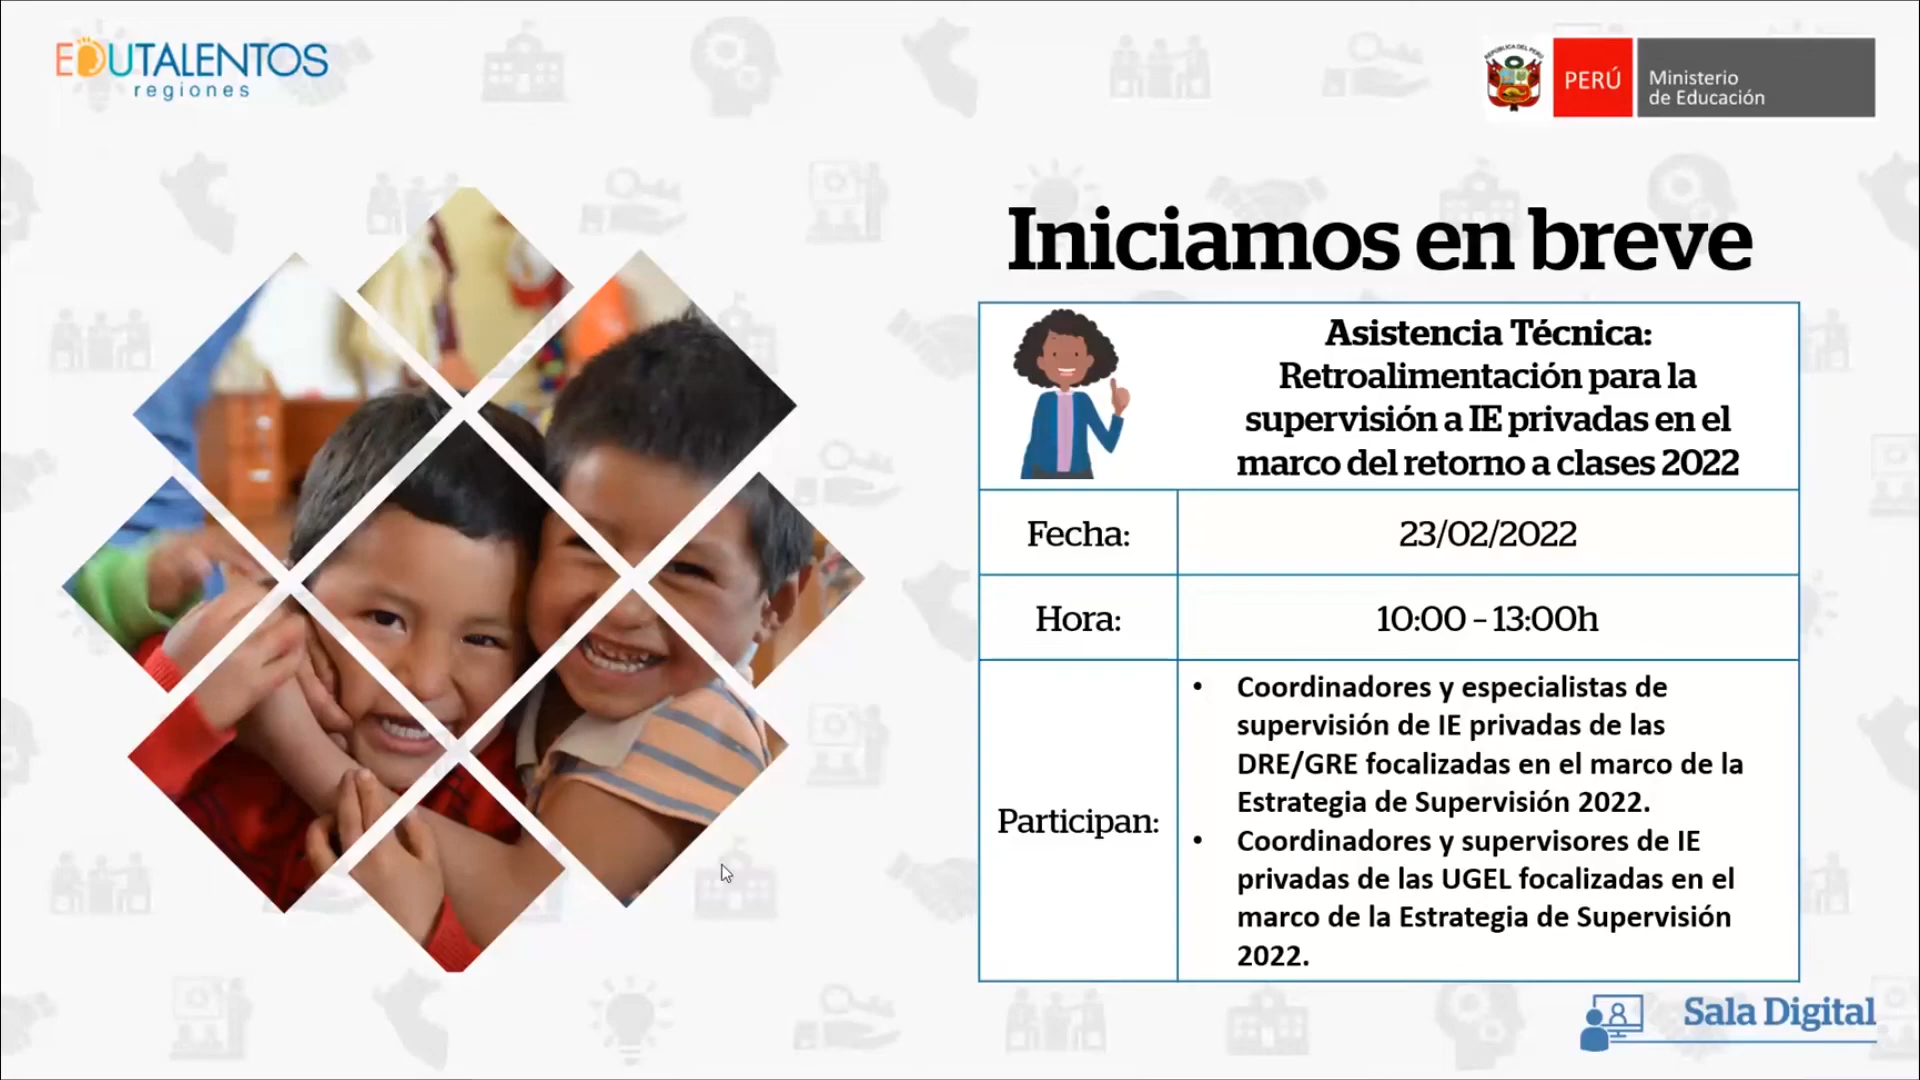 EDUTALENTOS
regiones
REPÚBLICA DEL PERÚ
PERÚ
Ministerio
de Educación
Iniciamos en breve
Asistencia Técnica:
Retroalimentación para la
supervisión a IE privadas en el
marco del retorno a clases 2022
Fecha:
23/02/2022
Hora:
10:00 – 13:00h
Participan:
• Coordinadores y especialistas de
supervisión de IE privadas de las
DRE/GRE focalizadas en el marco de la
Estrategia de Supervisión 2022.
• Coordinadores y supervisores de IE
privadas de las UGEL focalizadas en el
marco de la Estrategia de Supervisión
2022.
Sala Digital